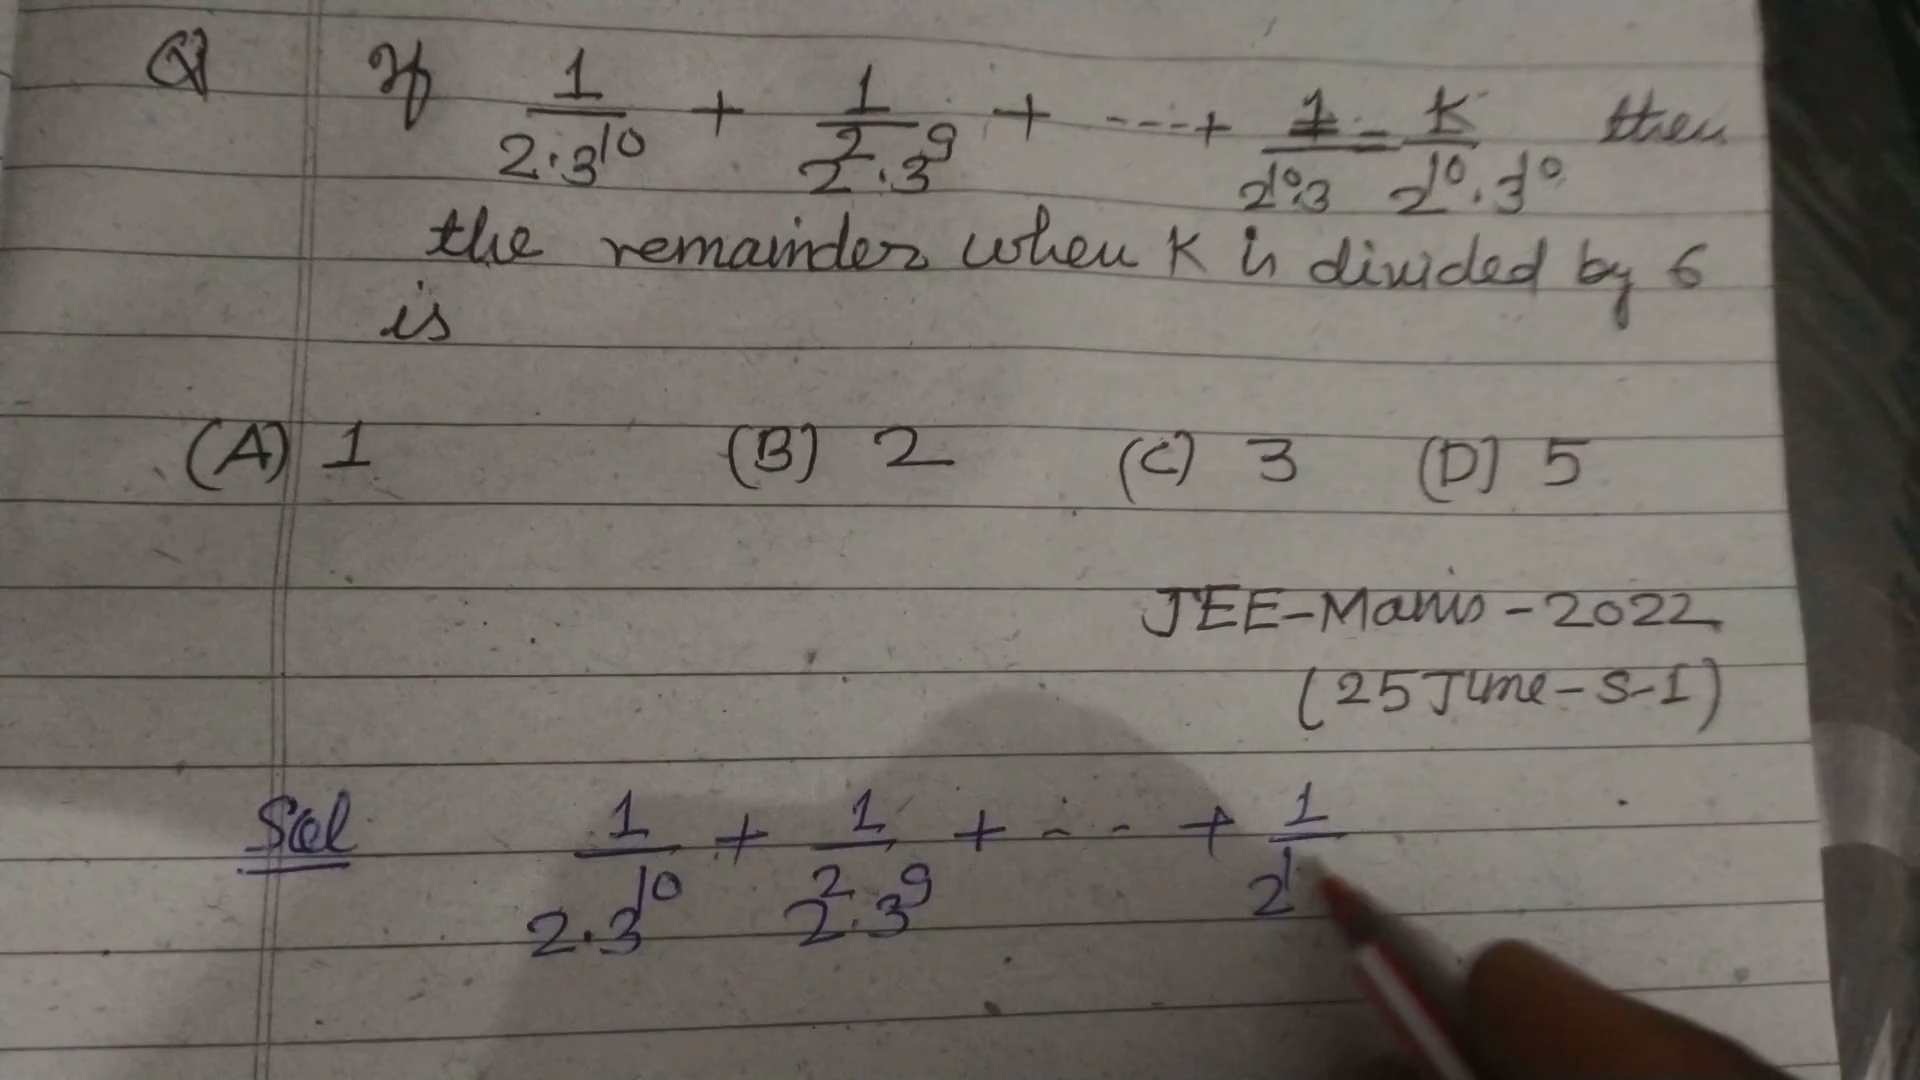 Q) If 1/(2·3^10) + 1/(2^2·3^9) + ---+ 1/(2^10·3) = K/(2^10·3^10) then
the remainder when K is divided by 6
is
(A) 1 (B) 2 (C) 3 (D) 5
JEE-Mains-2022
(25 June-S-I)
Sol 1/(2·3^10) + 1/(2^2·3^9) + --- + 1/2^1